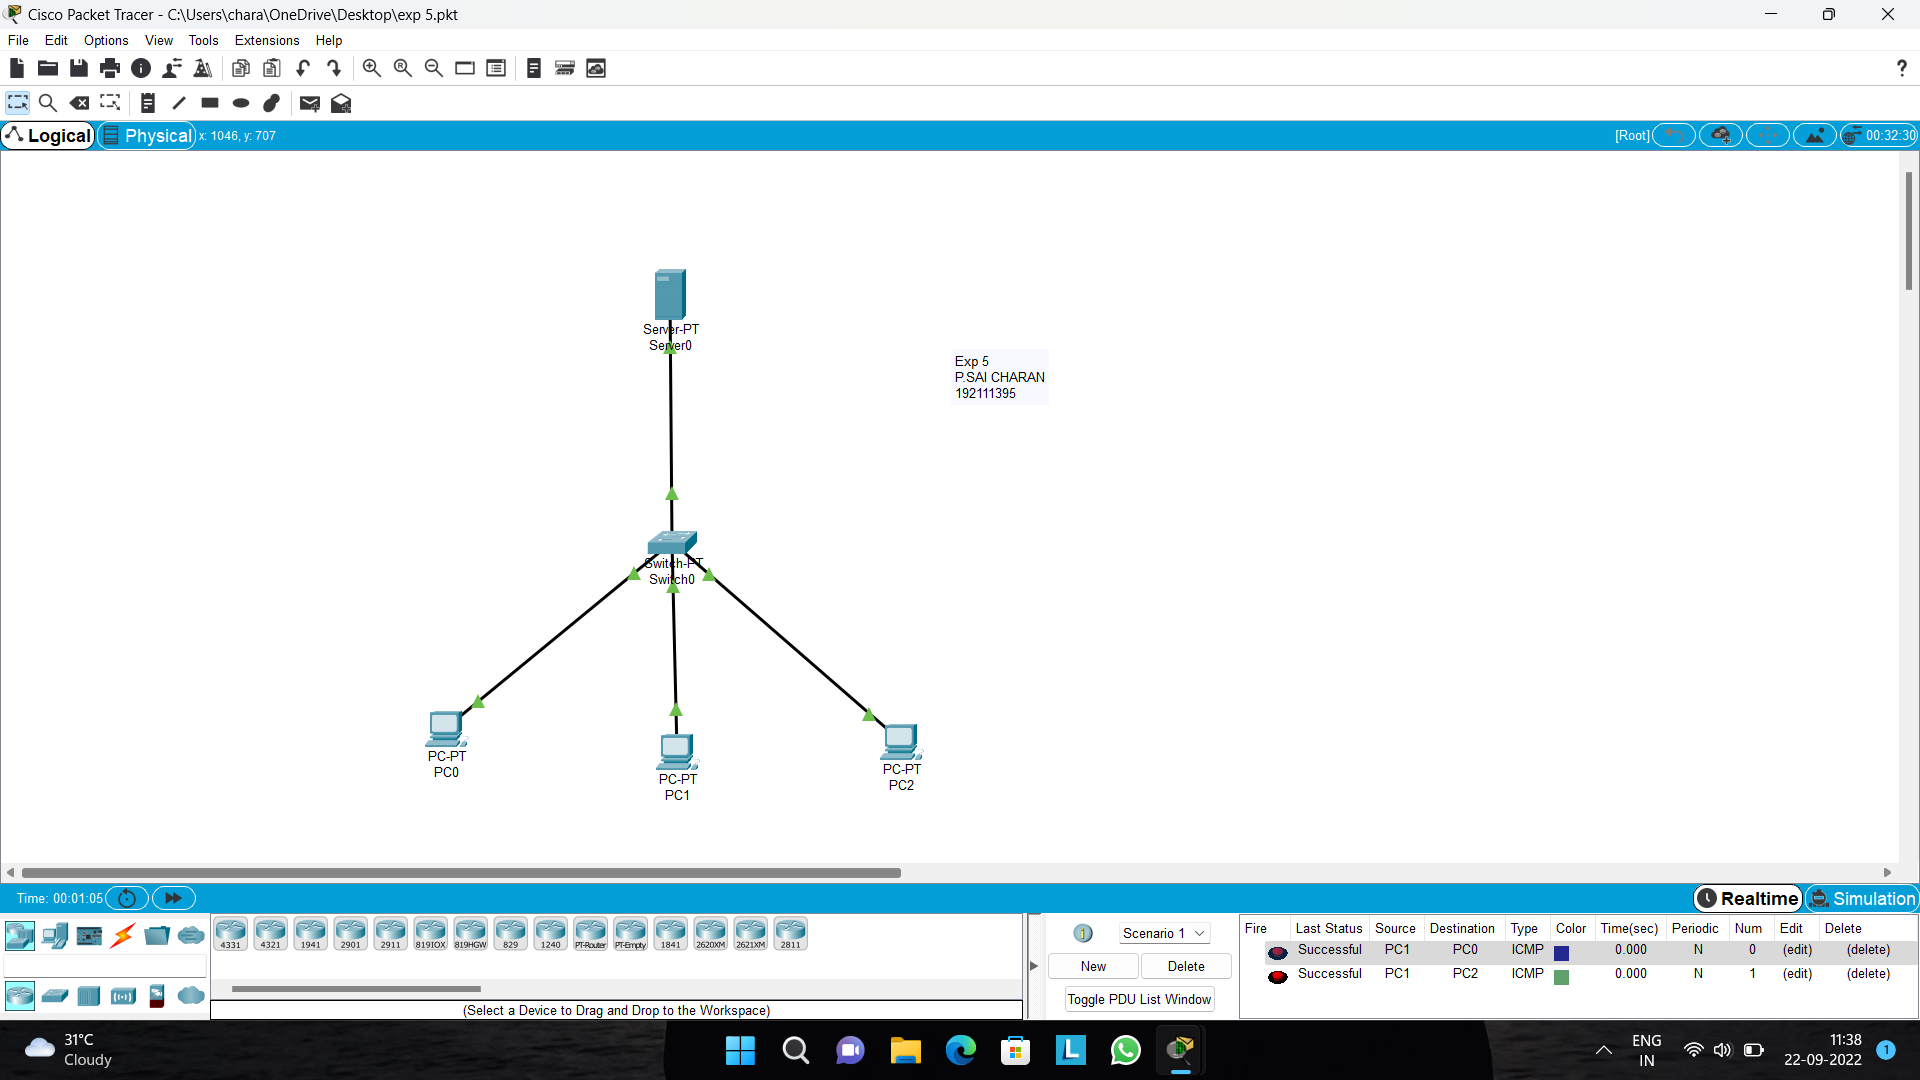 Cisco Packet Tracer - C:\Users\chara\OneDrive\Desktop\exp 5.pkt
File Edit Options View Tools Extensions Help
?
Logical Physical x: 1046, y: 707 [Root] 00:32:30
Server-PT
Server0
Exp 5
P.SAI CHARAN
192111395
Switch-PT
Switch0
PC-PT
PC0
PC-PT
PC1
PC-PT
PC2
Time: 00:01:05 Realtime Simulation
4331 4321 1941 2901 2911 819IOX 819HGW 829 1240 PT-Router PT-Empty 1841 2620XM 2621XM 2811
(Select a Device to Drag and Drop to the Workspace)
Scenario 1
New Delete
Toggle PDU List Window
Fire Last Status Source Destination Type Color Time(sec) Periodic Num Edit Delete
Successful PC1 PC0 ICMP 0.000 N 0 (edit) (delete)
Successful PC1 PC2 ICMP 0.000 N 1 (edit) (delete)
31°C
Cloudy
ENG
IN
11:38
22-09-2022
1